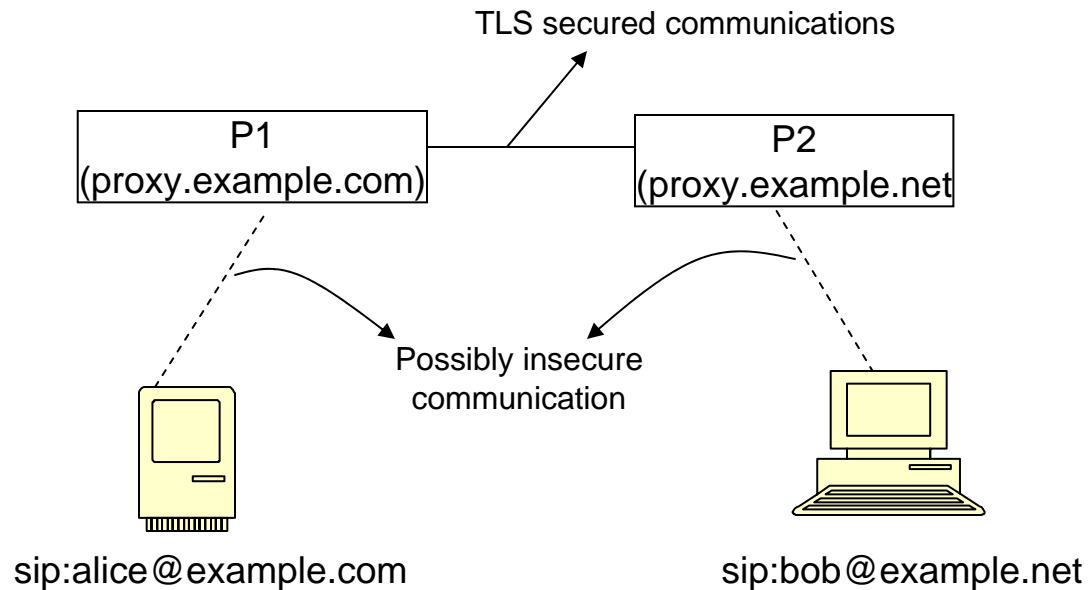 TLS secured communications
P1
(proxy.example.com)
P2
(proxy.example.net
Possibly insecure
communication
sip:alice@example.com
sip:bob@example.net